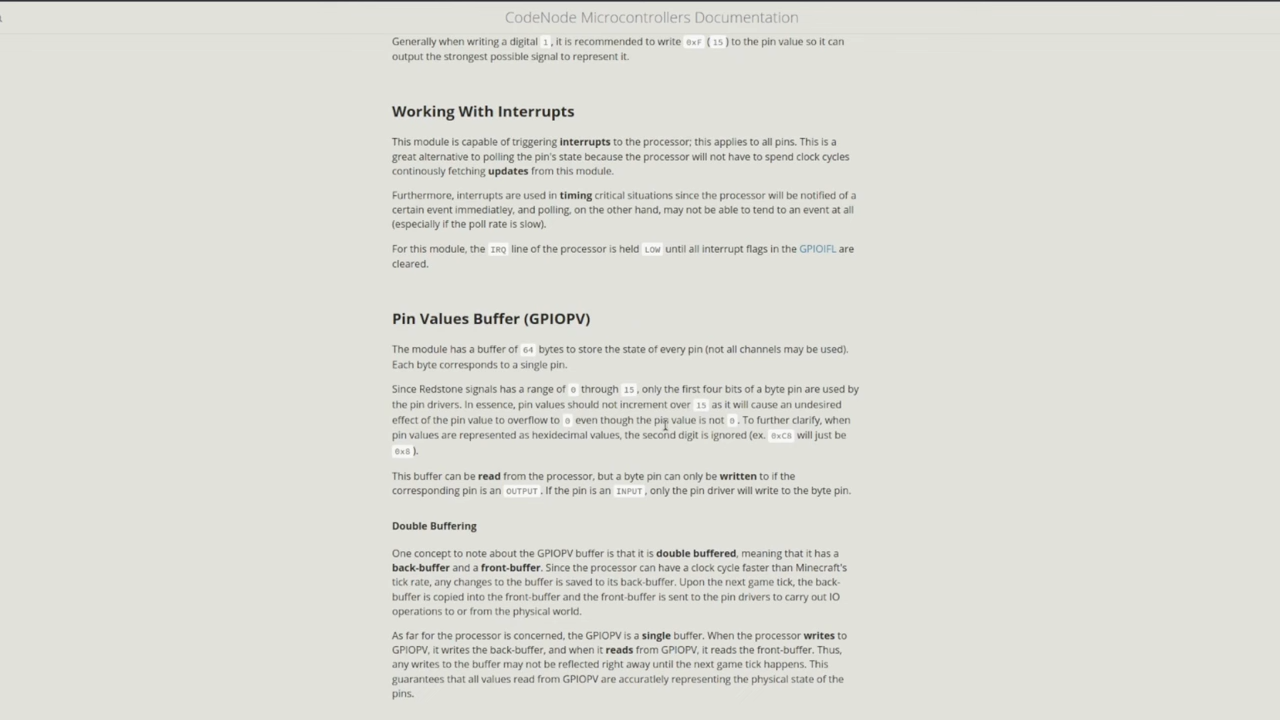 CodeNode Microcontrollers Documentation
Generally when writing a digital 1, it is recommended to write 0xF (15) to the pin value so it can
output the strongest possible signal to represent it.
Working With Interrupts
This module is capable of triggering interrupts to the processor; this applies to all pins. This is a
great alternative to polling the pin's state because the processor will not have to spend clock cycles
continously fetching updates from this module.
Furthermore, interrupts are used in timing critical situations since the processor will be notified of a
certain event immediatley, and polling, on the other hand, may not be able to tend to an event at all
(especially if the poll rate is slow).
For this module, the IRQ line of the processor is held LOW until all interrupt flags in the GPIOIFL are
cleared.
Pin Values Buffer (GPIOPV)
The module has a buffer of 64 bytes to store the state of every pin (not all channels may be used).
Each byte corresponds to a single pin.
Since Redstone signals has a range of 0 through 15, only the first four bits of a byte pin are used by
the pin drivers. In essence, pin values should not increment over 15 as it will cause an undesired
effect of the pin value to overflow to 0 even though the pin value is not 0. To further clarify, when
pin values are represented as hexidecimal values, the second digit is ignored (ex. 0xC8 will just be
0x8).
This buffer can be read from the processor, but a byte pin can only be written to if the
corresponding pin is an OUTPUT. If the pin is an INPUT, only the pin driver will write to the byte pin.
Double Buffering
One concept to note about the GPIOPV buffer is that it is double buffered, meaning that it has a
back-buffer and a front-buffer. Since the processor can have a clock cycle faster than Minecraft's
tick rate, any changes to the buffer is saved to its back-buffer. Upon the next game tick, the back-
buffer is copied into the front-buffer and the front-buffer is sent to the pin drivers to carry out IO
operations to or from the physical world.
As far for the processor is concerned, the GPIOPV is a single buffer. When the processor writes to
GPIOPV, it writes the back-buffer, and when it reads from GPIOPV, it reads the front-buffer. Thus,
any writes to the buffer may not be reflected right away until the next game tick happens. This
guarantees that all values read from GPIOPV are accuratlely representing the physical state of the
pins.